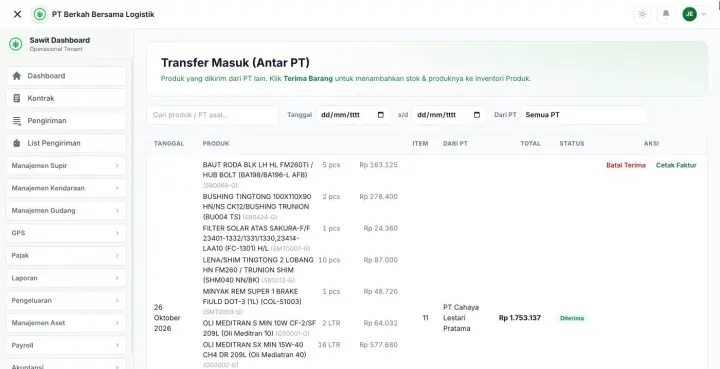 PT Berkah Bersama Logistik
JE
Sawit Dashboard
Operasional Tenant
Dashboard
Kontrak
Pengiriman
List Pengiriman
Manajemen Supir
Manajemen Kendaraan
Manajemen Gudang
GPS
Pajak
Laporan
Pengeluaran
Manajemen Aset
Payroll
Akuntansi
Transfer Masuk (Antar PT)
Produk yang dikirim dari PT lain. Klik Terima Barang untuk menambahkan stok & produknya ke Inventori Produk.
Cari produk / PT asal... Tanggal dd/mm/tttt s/d dd/mm/tttt Dari PT Semua PT
TANGGAL PRODUK ITEM DARI PT TOTAL STATUS AKSI
BAUT RODA BLK LH HL FM260TI / 5 pcs Rp 163.125 Batal Terima Cetak Faktur
HUB BOLT (BA198/BA196-L AFB)
(SB0069-G)
BUSHING TINGTONG 100X110X90 2 pcs Rp 278.400
HN/NS CK12/BUSHING TRUNION
(BU004 TS) (SB0424-G)
FILTER SOLAR ATAS SAKURA-F/F 1 pcs Rp 24.360
23401-1332/1331/1330,23414-
LAA10 (FC-1301) H/L (SMT0007-G)
LENA/SHIM TINGTONG 2 LOBANG 10 pcs Rp 87.000
HN FM260 / TRUNION SHIM
(SHM040 NN/BK) (SB0013-G)
MINYAK REM SUPER 1 BRAKE 1 pcs Rp 48.720
FIULD DOT-3 (1L) (COL-S1003)
(SMT0003-G)
26 Oktober 2026 11 PT Cahaya Lestari Pratama Rp 1.753.137 Diterima
OLI MEDITRAN S MIN 10W CF-2/SF 2 LTR Rp 64.032
209L (Oli Meditran 10) (OS0001-G)
OLI MEDITRAN SX MIN 15W-40 16 LTR Rp 577.680
CH4 DR 209L (Oli Meditran 40)
(OS0002-G)